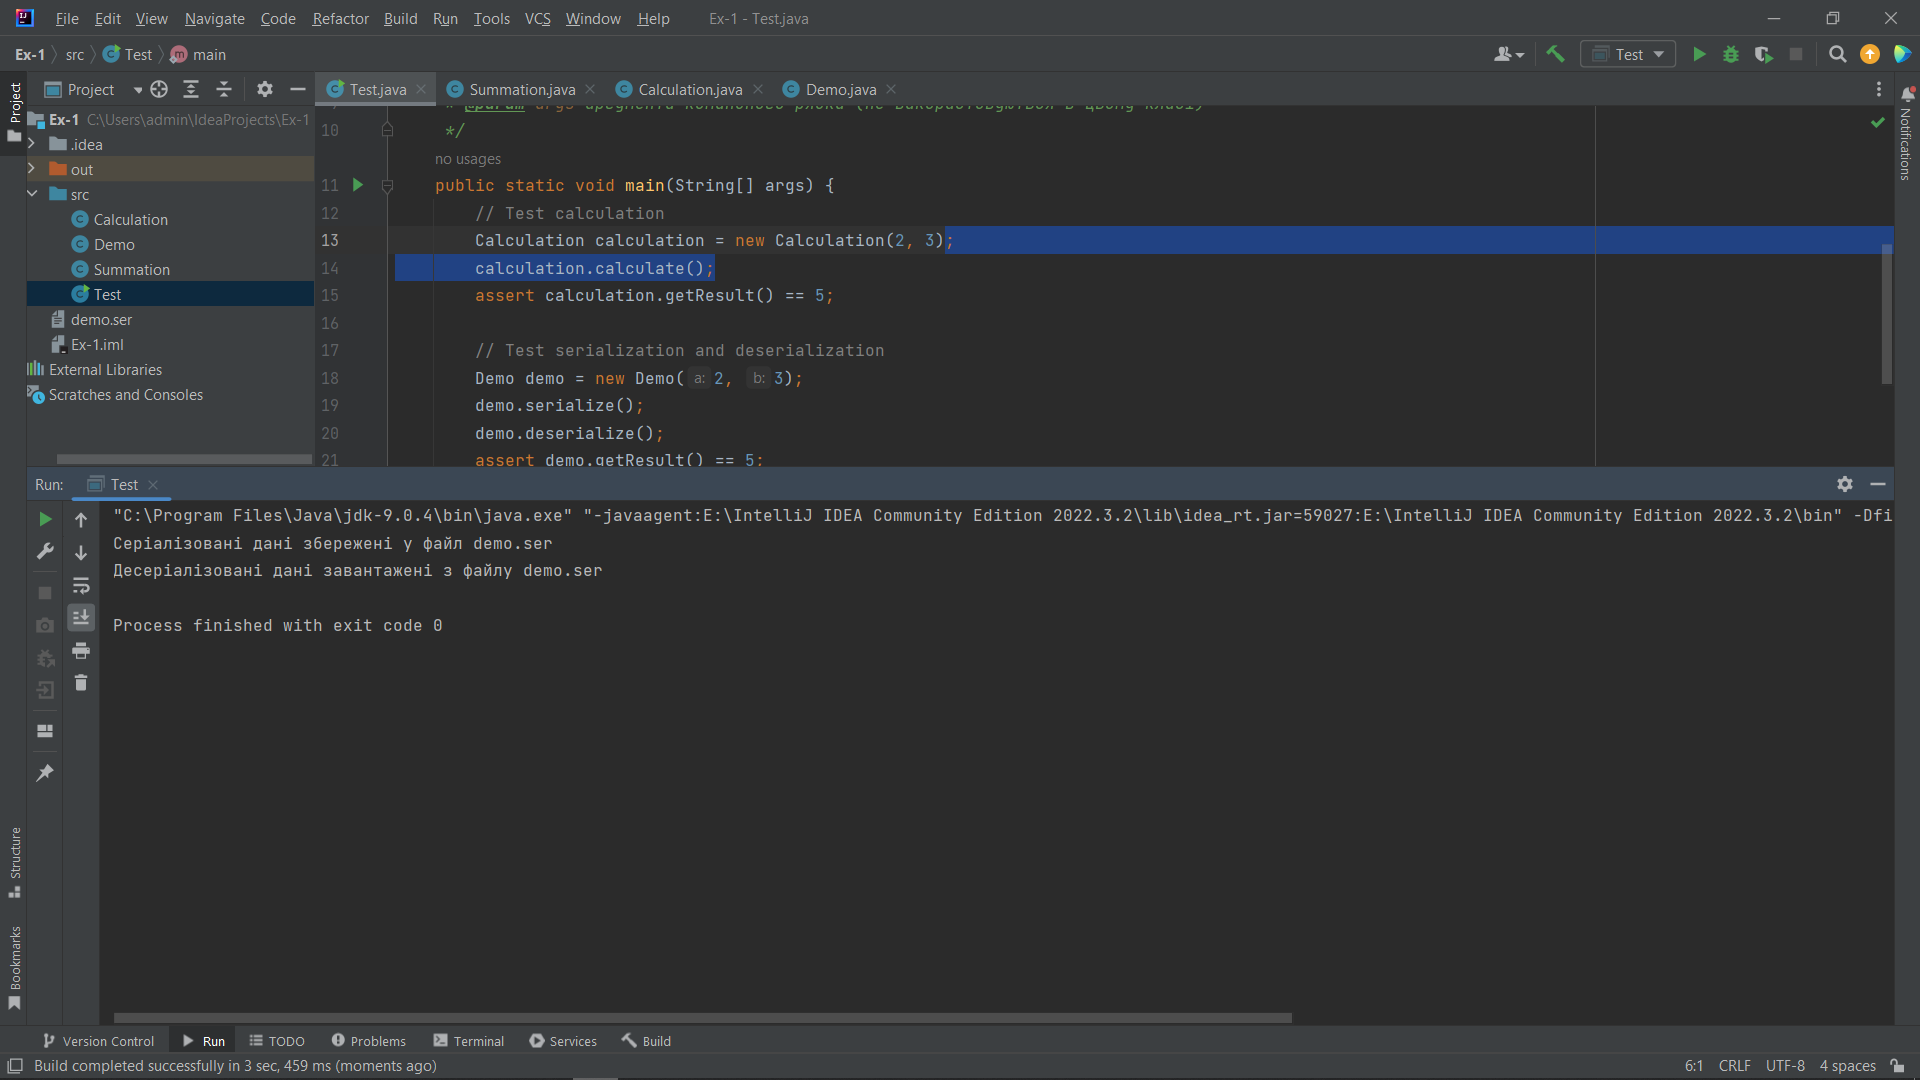 File Edit View Navigate Code Refactor Build Run Tools VCS Window Help Ex-1 - Test.java
Ex-1 src Test main Test
Project Test.java Summation.java Calculation.java Demo.java
Project
Ex-1 C:\Users\admin\IdeaProjects\Ex-1
.idea
out
src
Calculation
Demo
Summation
Test
demo.ser
Ex-1.iml
External Libraries
Scratches and Consoles
10 */
no usages
11 public static void main(String[] args) {
12 // Test calculation
13 Calculation calculation = new Calculation(2, 3);
14 calculation.calculate();
15 assert calculation.getResult() == 5;
16
17 // Test serialization and deserialization
18 Demo demo = new Demo( a: 2, b: 3);
19 demo.serialize();
20 demo.deserialize();
21 assert demo.getResult() == 5;
Notifications
Run: Test
"C:\Program Files\Java\jdk-9.0.4\bin\java.exe" "-javaagent:E:\IntelliJ IDEA Community Edition 2022.3.2\lib\idea_rt.jar=59027:E:\IntelliJ IDEA Community Edition 2022.3.2\bin" -Dfi
Серіалізовані дані збережені у файл demo.ser
Десеріалізовані дані завантажені з файлу demo.ser
Process finished with exit code 0
Structure
Bookmarks
Version Control Run TODO Problems Terminal Services Build
Build completed successfully in 3 sec, 459 ms (moments ago) 6:1 CRLF UTF-8 4 spaces